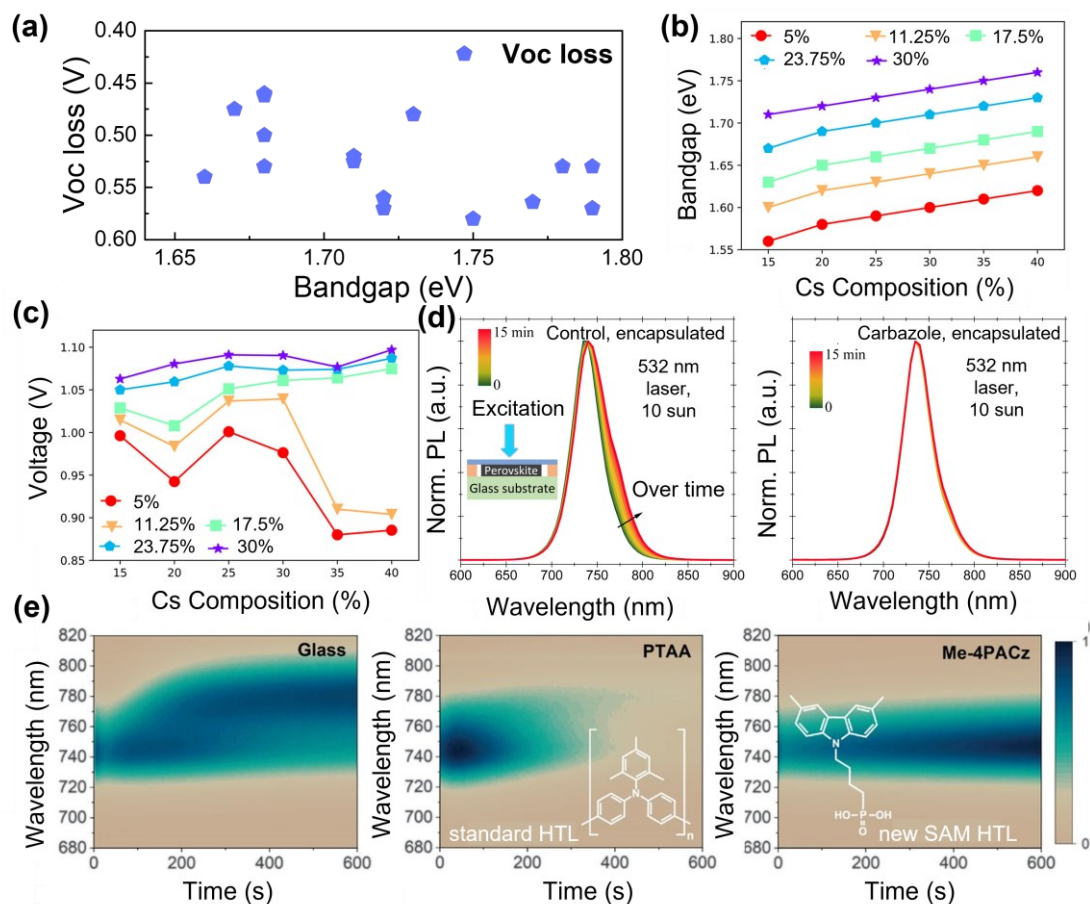 (a)
Voc loss
Voc loss (V)
0.40
0.45
0.50
0.55
0.60
1.65
1.70
1.75
1.80
Bandgap (eV)
(b)
5%
11.25%
17.5%
23.75%
30%
Bandgap (eV)
1.80
1.75
1.70
1.65
1.60
1.55
15
20
25
30
35
40
Cs Composition (%)
(c)
Voltage (V)
1.10
1.05
1.00
0.95
0.90
0.85
5%
11.25%
17.5%
23.75%
30%
15
20
25
30
35
40
Cs Composition (%)
(d)
Norm. PL (a.u.)
15 min
0
Control, encapsulated
532 nm
laser,
10 sun
Excitation
Perovskite
Glass substrate
Over time
600
650
700
750
800
850
900
Wavelength (nm)
Norm. PL (a.u.)
Carbazole, encapsulated
15 min
0
532 nm
laser,
10 sun
600
650
700
750
800
850
900
Wavelength (nm)
(e)
Wavelength (nm)
820
800
780
760
740
720
700
680
Glass
0
200
400
600
Time (s)
Wavelength (nm)
820
800
780
760
740
720
700
680
PTAA
N
n
standard HTL
0
200
400
600
Time (s)
Wavelength (nm)
820
800
780
760
740
720
700
680
Me-4PACz
N
HO-P-OH
O
new SAM HTL
0
200
400
600
Time (s)
1
0